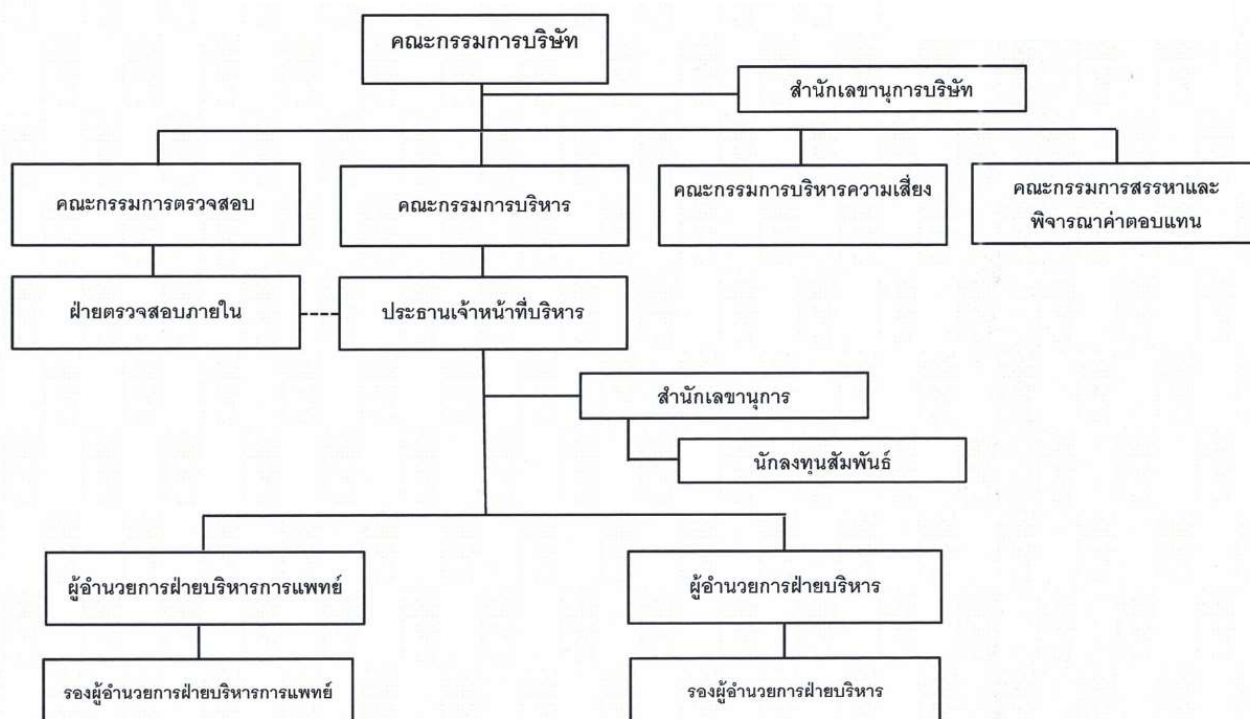 คณะกรรมการบริษัท
สำนักเลขานุการบริษัท
คณะกรรมการตรวจสอบ
คณะกรรมการบริหาร
คณะกรรมการบริหารความเสี่ยง
คณะกรรมการสรรหาและ
พิจารณาค่าตอบแทน
ฝ่ายตรวจสอบภายใน
ประธานเจ้าหน้าที่บริหาร
สำนักเลขานุการ
นักลงทุนสัมพันธ์
ผู้อำนวยการฝ่ายบริหารการแพทย์
ผู้อำนวยการฝ่ายบริหาร
รองผู้อำนวยการฝ่ายบริหารการแพทย์
รองผู้อำนวยการฝ่ายบริหาร